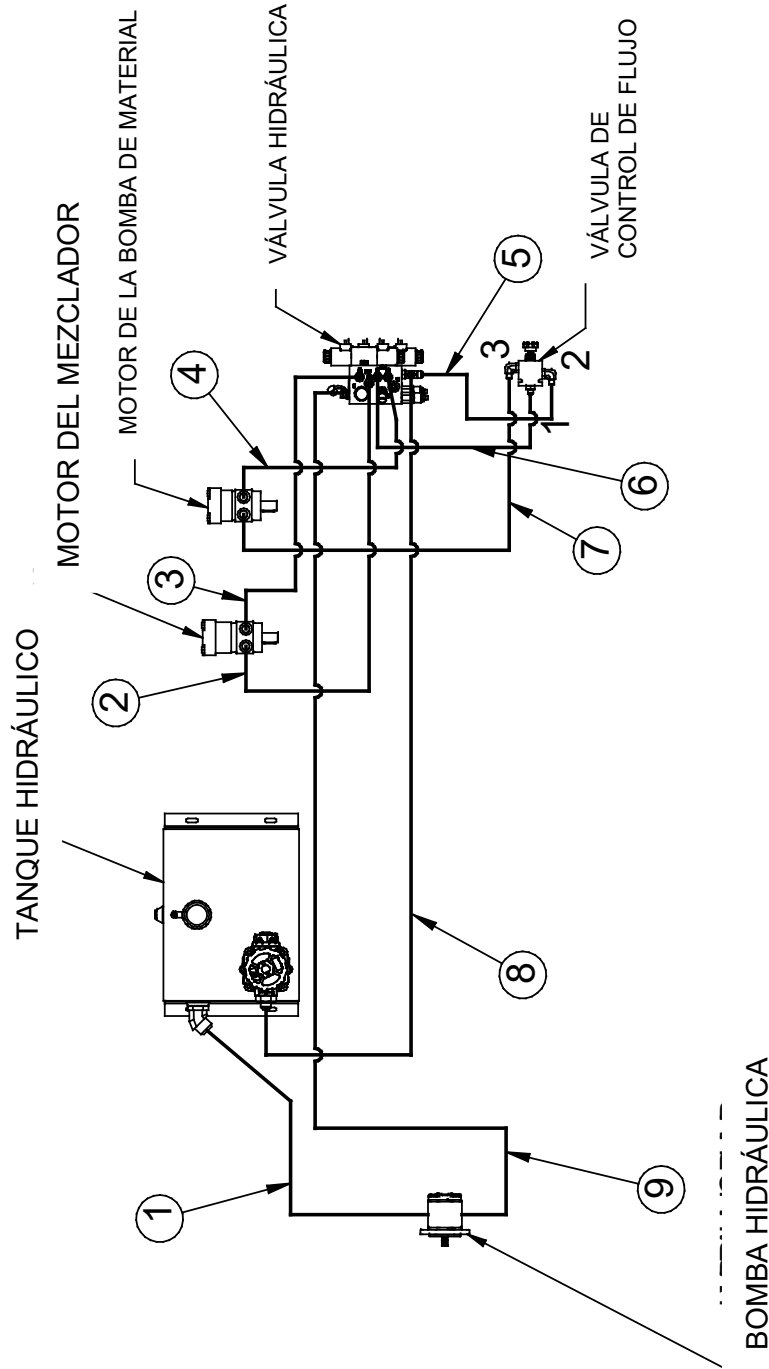 TANQUE HIDRÁULICO
MOTOR DEL MEZCLADOR
MOTOR DE LA BOMBA DE MATERIAL
VÁLVULA HIDRÁULICA
VÁLVULA DE
CONTROL DE FLUJO
BOMBA HIDRÁULICA
1
2
3
4
5
6
7
8
9
1
2
3